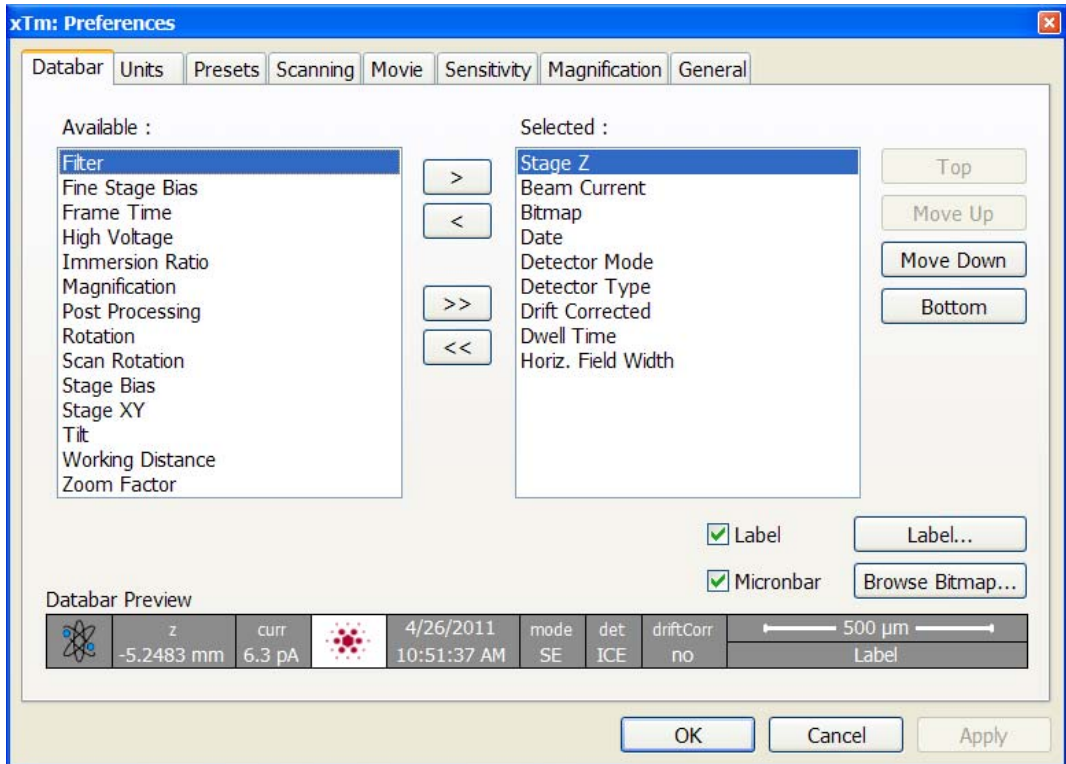 xTm: Preferences
Databar Units Presets Scanning Movie Sensitivity Magnification General
Available :
Filter
Fine Stage Bias
Frame Time
High Voltage
Immersion Ratio
Magnification
Post Processing
Rotation
Scan Rotation
Stage Bias
Stage XY
Tilt
Working Distance
Zoom Factor
>
<
>>
<<
Selected :
Stage Z
Beam Current
Bitmap
Date
Detector Mode
Detector Type
Drift Corrected
Dwell Time
Horiz. Field Width
Top
Move Up
Move Down
Bottom
Label Label...
Micronbar Browse Bitmap...
Databar Preview
z curr 4/26/2011 mode det driftCorr 500 µm
-5.2483 mm 6.3 pA 10:51:37 AM SE ICE no Label
OK Cancel Apply